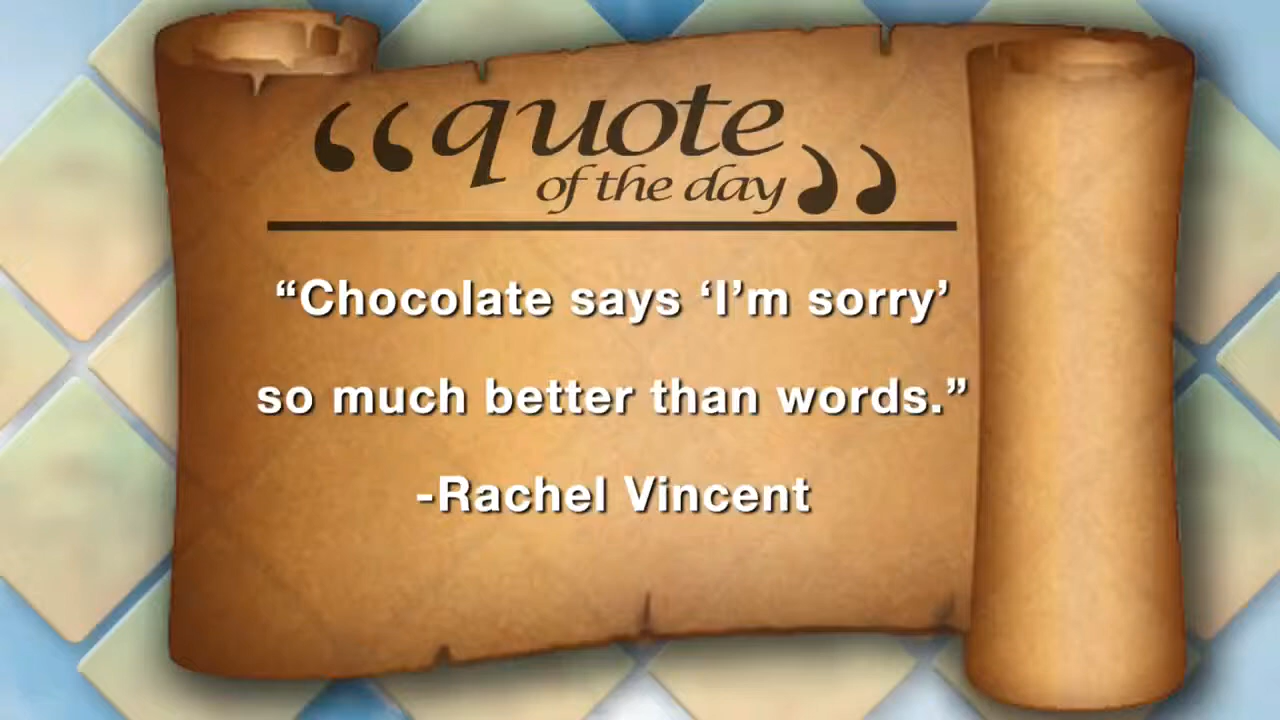 “quote
of the day”
“Chocolate says ‘I’m sorry’
so much better than words.”
-Rachel Vincent